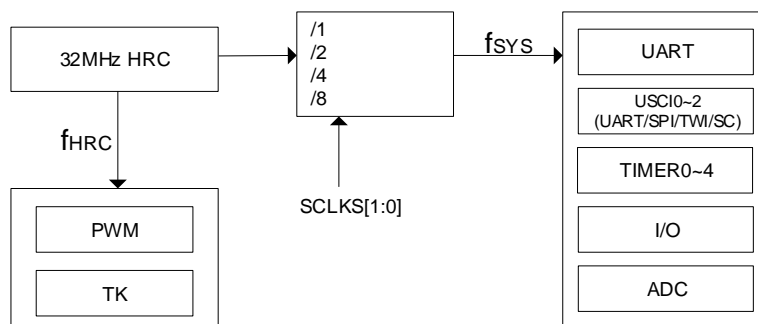 32MHz HRC
/1
/2
/4
/8
fSYS
UART
USCI0~2
(UART/SPI/TWI/SC)
TIMER0~4
I/O
ADC
fHRC
PWM
TK
SCLKS[1:0]